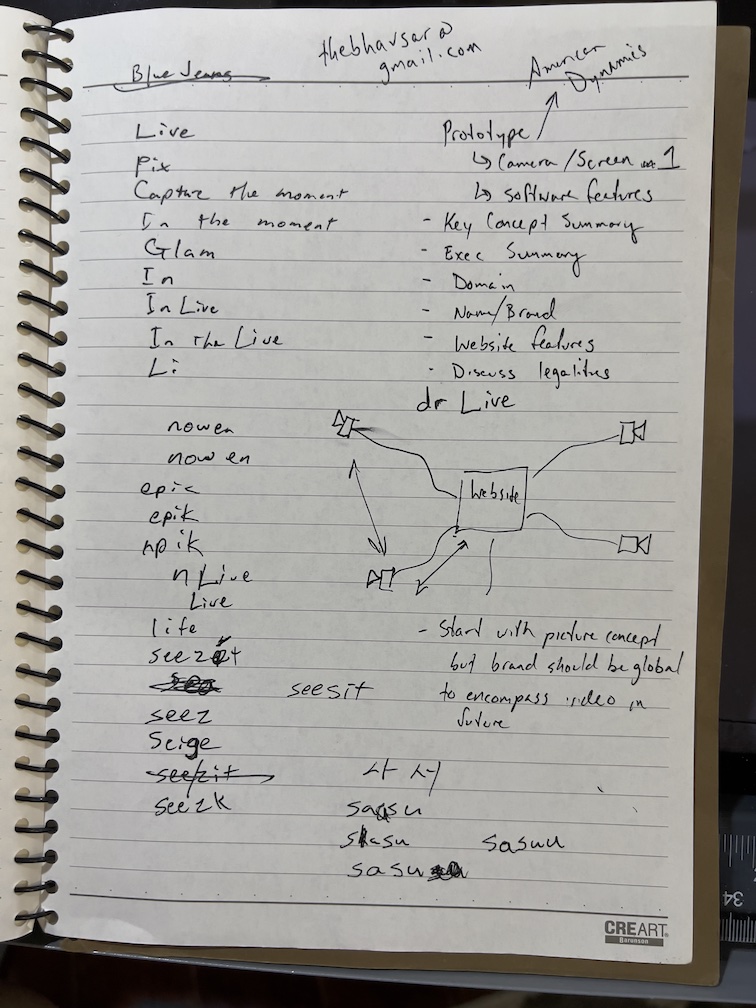 Blue Jeans
thebhavsar@
gmail.com
American
Dynamics
Live
Pix
Capture the moment
In the moment
Glam
In
In Live
In the Live
Li
Prototype
↳ Camera/Screen 1
↳ software features
- Key Concept Summary
- Exec Summary
- Domain
- Name/Brand
- Website features
- Discuss legalities
dr Live
nowen
now en
epic
epik
npik
n Live
Live
life
seez t
seesit
seez
Seige
seezit
seezk
Website
- Start with picture concept
but brand should be global
to encompass video in
future
사 서
sasu
sasu
sasuu
sasu
34
CREART
Baronson